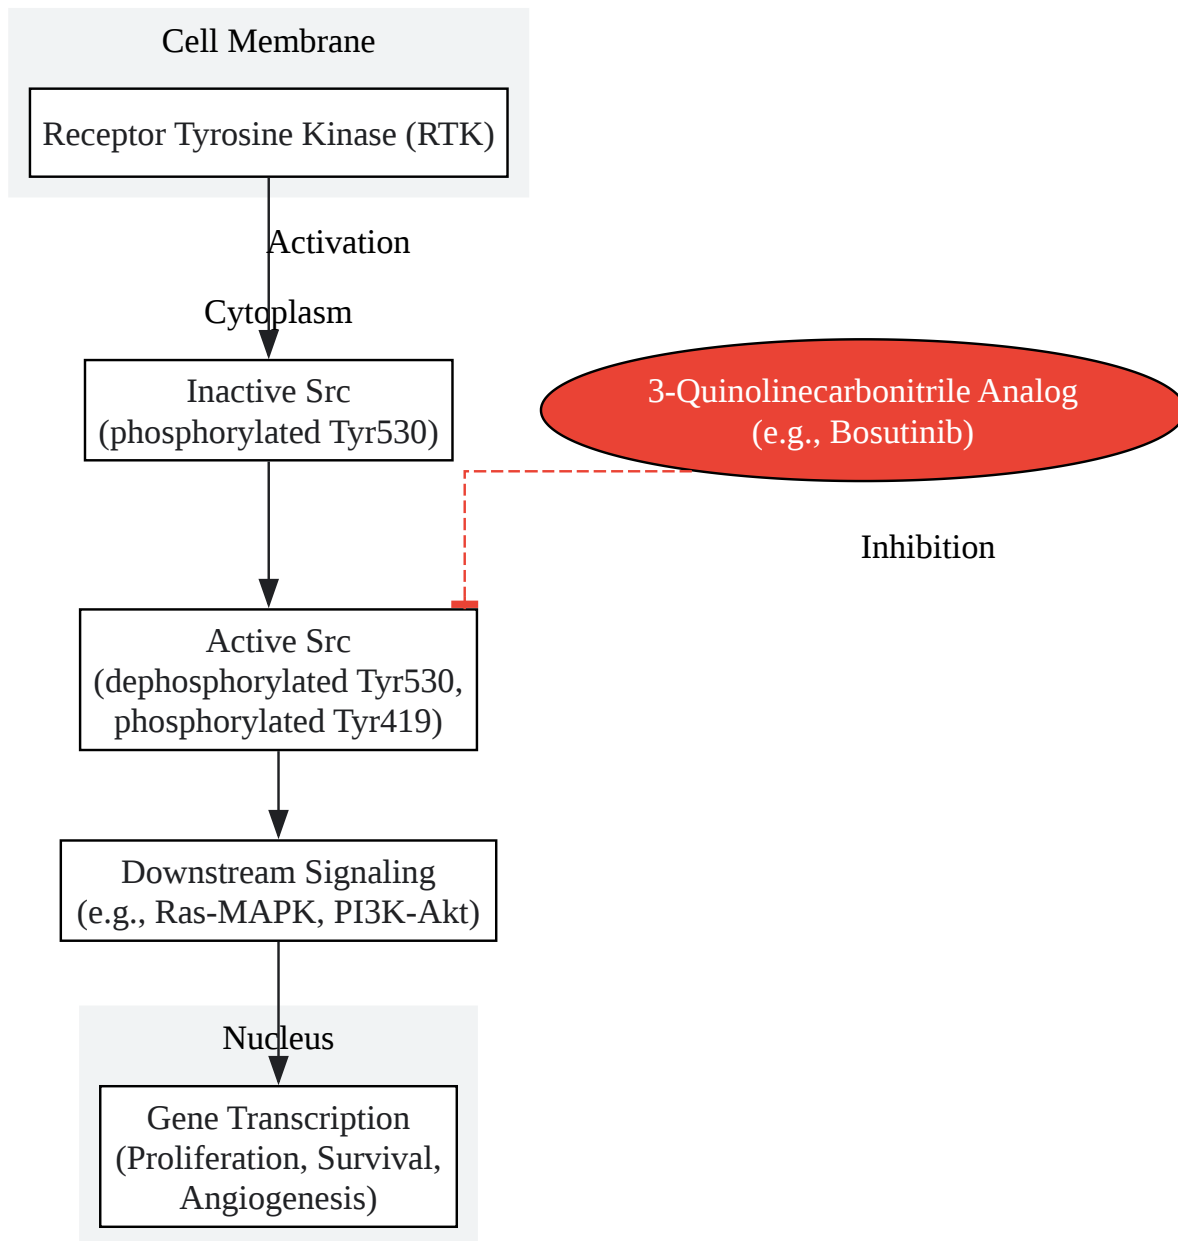 Cell Membrane
Receptor Tyrosine Kinase (RTK)
Activation
Cytoplasm
Inactive Src
(phosphorylated Tyr530)
3-Quinolinecarbonitrile Analog
(e.g., Bosutinib)
Inhibition
Active Src
(dephosphorylated Tyr530,
phosphorylated Tyr419)
Downstream Signaling
(e.g., Ras-MAPK, PI3K-Akt)
Nucleus
Gene Transcription
(Proliferation, Survival,
Angiogenesis)